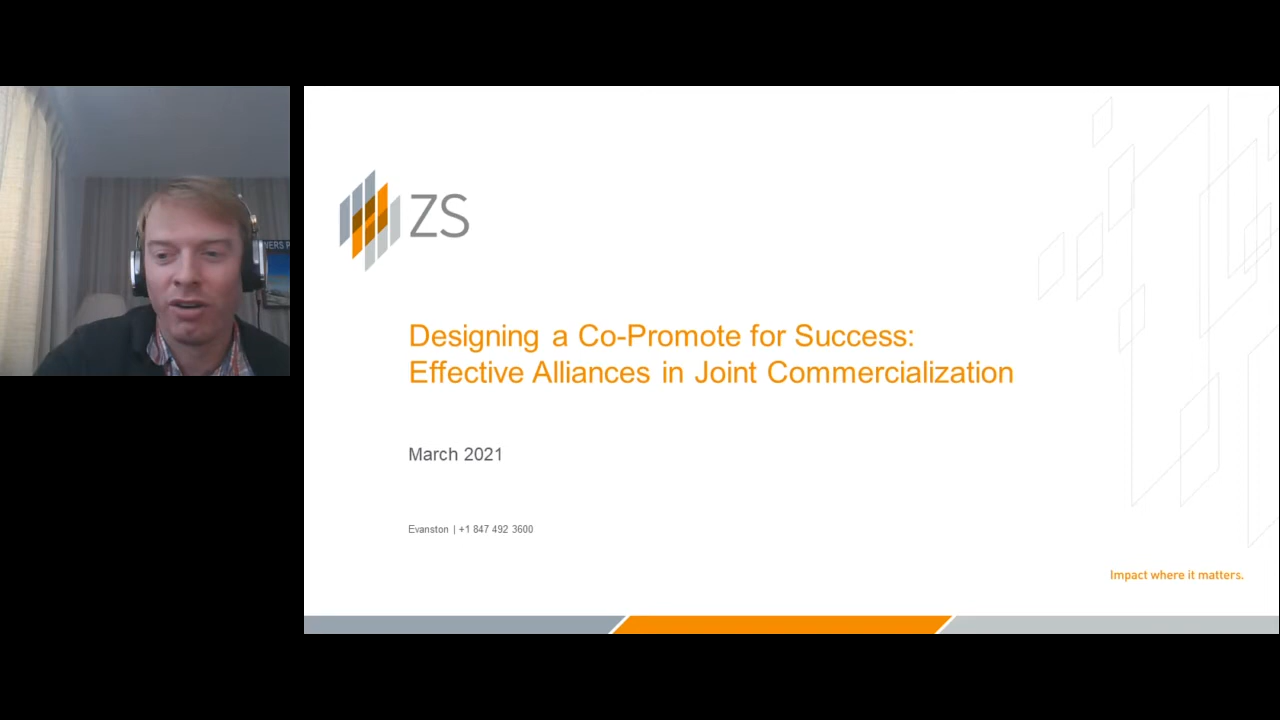 ZS
Designing a Co-Promote for Success:
Effective Alliances in Joint Commercialization
March 2021
Evanston | +1 847 492 3600
Impact where it matters.